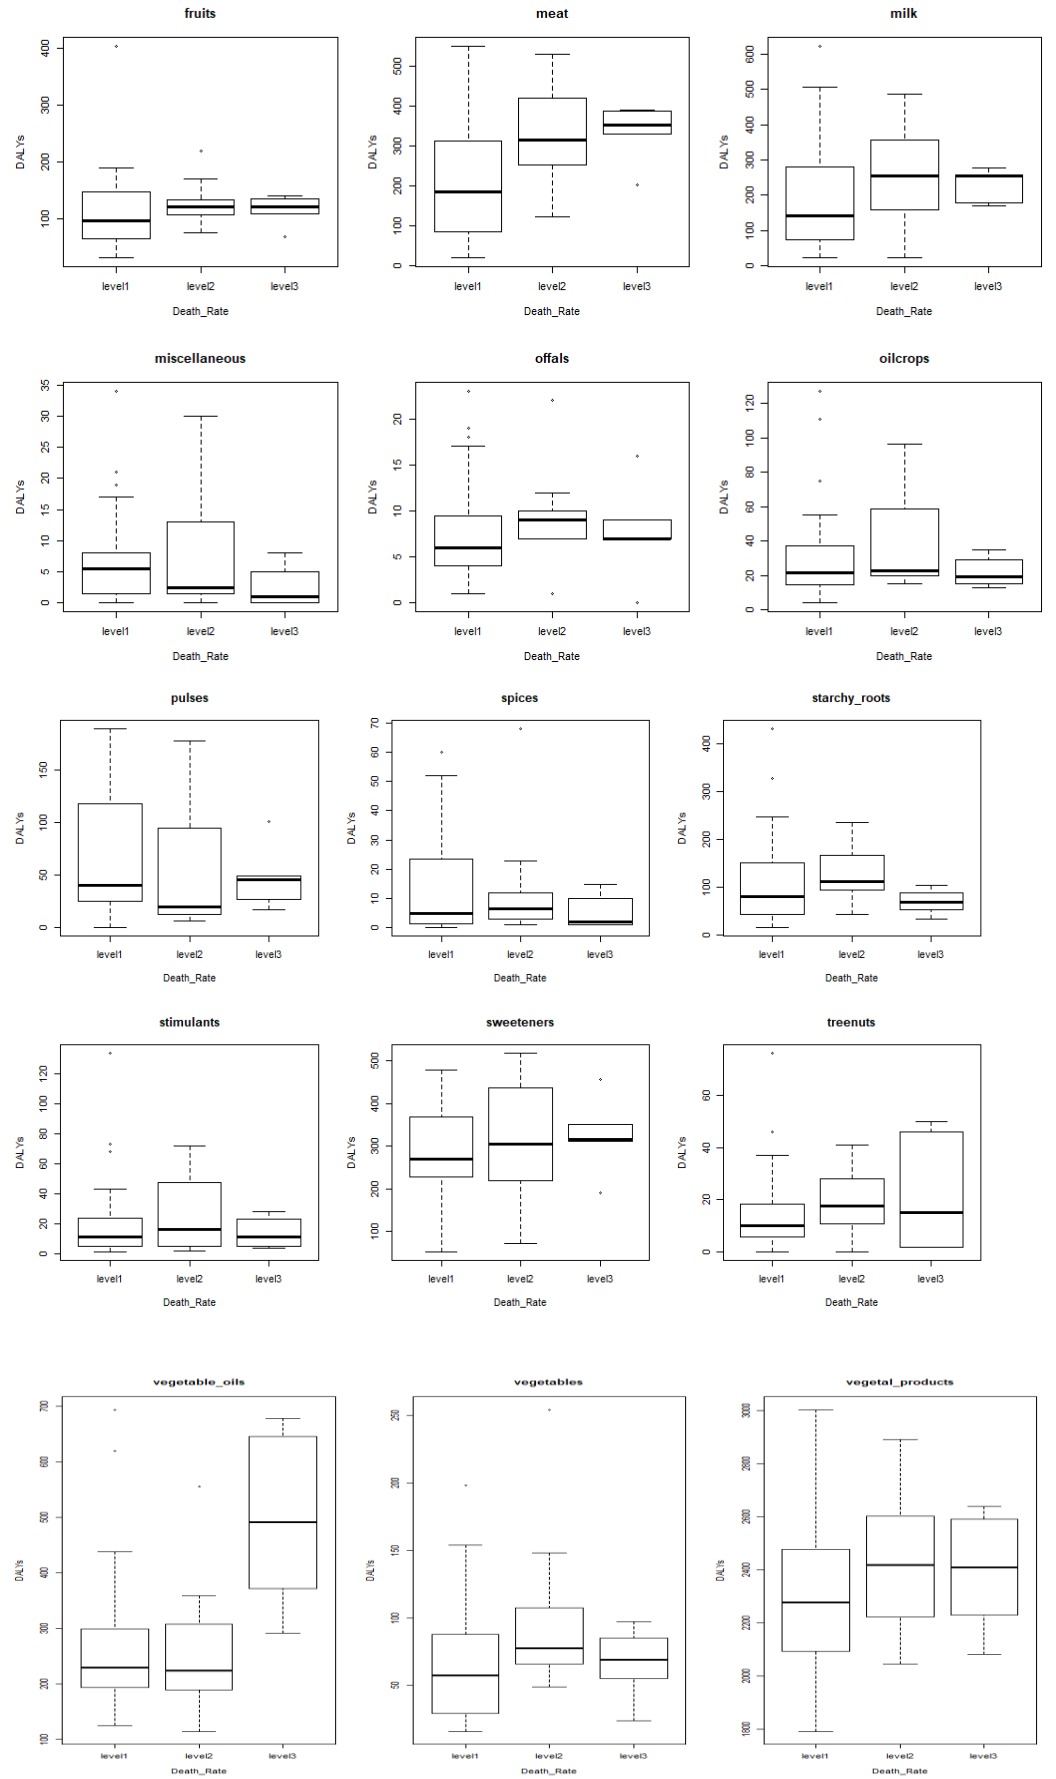 fruits
DALYs
400
300
200
100
level1 level2 level3
Death_Rate
meat
DALYs
500
400
300
200
100
0
level1 level2 level3
Death_Rate
milk
DALYs
600
500
400
300
200
100
0
level1 level2 level3
Death_Rate
miscellaneous
DALYs
35
30
25
20
15
10
5
0
level1 level2 level3
Death_Rate
offals
DALYs
20
15
10
5
0
level1 level2 level3
Death_Rate
oilcrops
DALYs
120
100
80
60
40
20
0
level1 level2 level3
Death_Rate
pulses
DALYs
150
100
50
0
level1 level2 level3
Death_Rate
spices
DALYs
70
60
50
40
30
20
10
0
level1 level2 level3
Death_Rate
starchy_roots
DALYs
400
300
200
100
0
level1 level2 level3
Death_Rate
stimulants
DALYs
120
100
80
60
40
20
0
level1 level2 level3
Death_Rate
sweeteners
DALYs
500
400
300
200
100
level1 level2 level3
Death_Rate
treenuts
DALYs
60
40
20
0
level1 level2 level3
Death_Rate
vegetable_oils
DALYs
700
600
500
400
300
200
100
level1 level2 level3
Death_Rate
vegetables
DALYs
250
200
150
100
50
level1 level2 level3
Death_Rate
vegetal_products
DALYs
3000
2800
2600
2400
2200
2000
1800
level1 level2 level3
Death_Rate